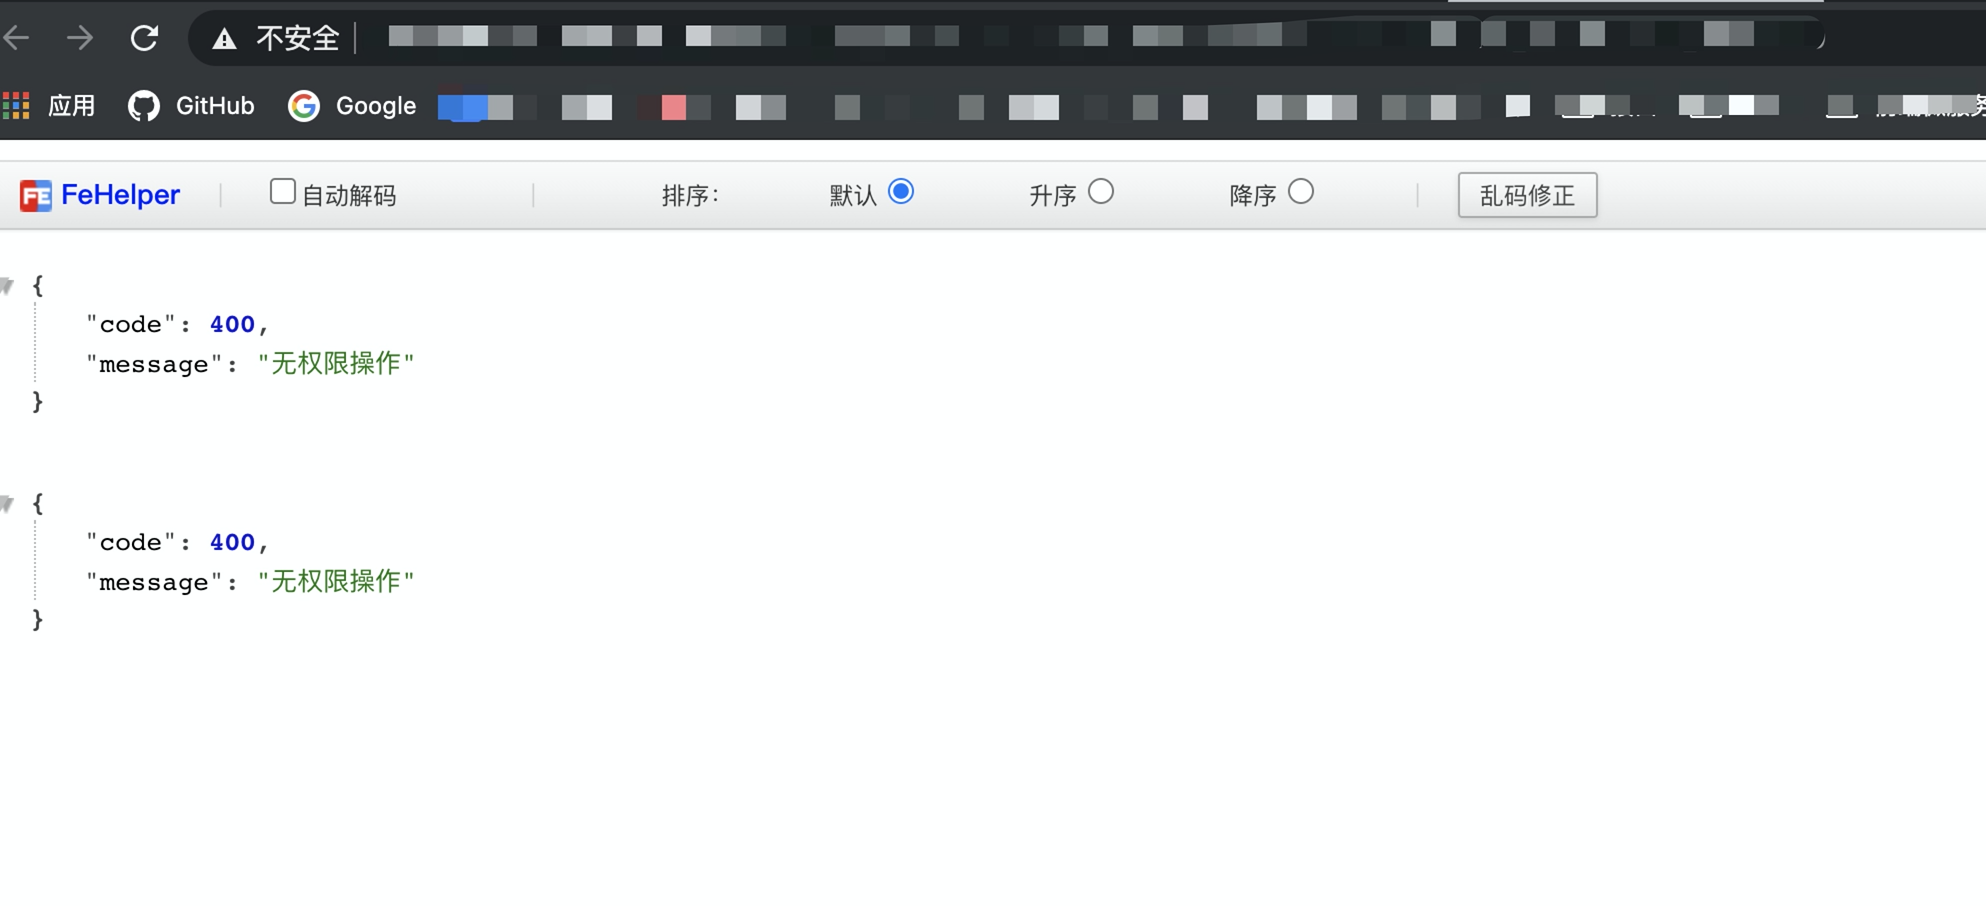 不安全
应用 GitHub Google
FeHelper 自动解码 排序: 默认 升序 降序 乱码修正
{
"code": 400,
"message": "无权限操作"
}
{
"code": 400,
"message": "无权限操作"
}